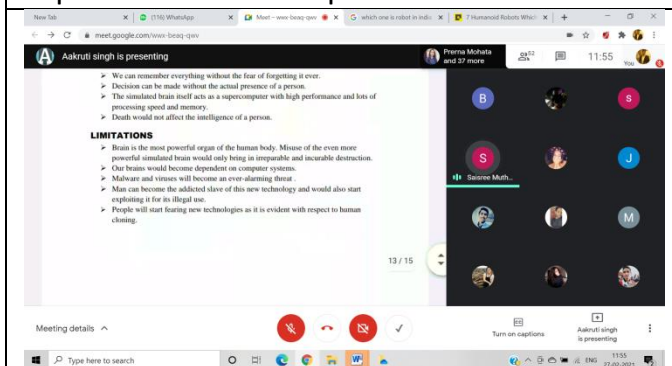 New Tab
(116) WhatsApp
Meet – wwx-beaq-qwv
which one is robot in indi
7 Humanoid Robots Which
meet.google.com/wwx-beaq-qwv
Aakruti singh is presenting
Prerna Mohata
and 37 more
52
11:55
You
➢ We can remember everything without the fear of forgetting it ever.
➢ Decision can be made without the actual presence of a person.
➢ The simulated brain itself acts as a supercomputer with high performance and lots of
processing speed and memory.
➢ Death would not affect the intelligence of a person.
LIMITATIONS
➢ Brain is the most powerful organ of the human body. Misuse of the even more
powerful simulated brain would only bring in irreparable and incurable destruction.
➢ Our brains would become dependent on computer systems.
➢ Malware and viruses will become an ever-alarming threat .
➢ Man can become the addicted slave of this new technology and would also start
exploiting it for its illegal use.
➢ People will start fearing new technologies as it is evident with respect to human
cloning.
13 / 15
B
S
S
J
Saisree Muth...
M
Meeting details
Turn on captions
Aakruti singh
is presenting
Type here to search
ENG
11:55
27-02-2021